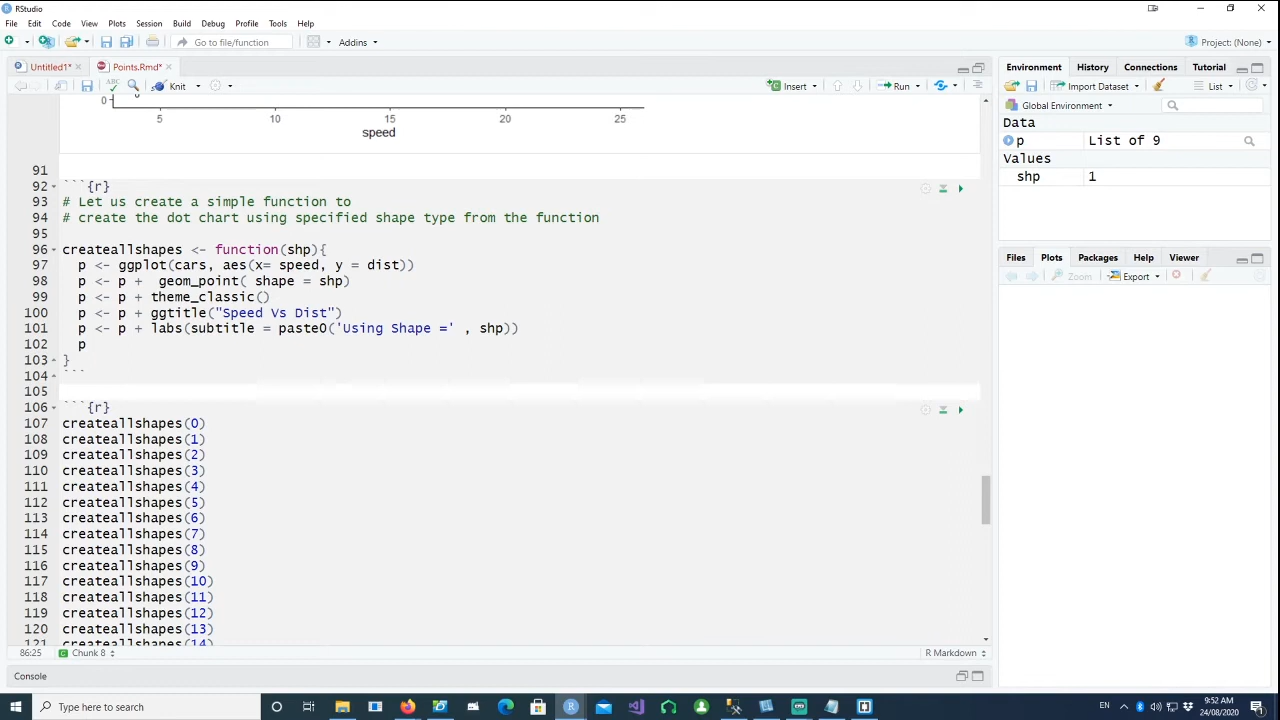 RStudio
File Edit Code View Plots Session Build Debug Profile Tools Help
Go to file/function Addins Project: (None)
Untitled1* Points.Rmd*
ABC Knit Insert Run
0
5 10 15 20 25
speed
91
92 ```{r}
93 # Let us create a simple function to
94 # create the dot chart using specified shape type from the function
95
96 createallshapes <- function(shp){
97 p <- ggplot(cars, aes(x= speed, y = dist))
98 p <- p + geom_point( shape = shp)
99 p <- p + theme_classic()
100 p <- p + ggtitle("Speed Vs Dist")
101 p <- p + labs(subtitle = paste0('Using Shape =' , shp))
102 p
103 }
104 ```
105
106 ```{r}
107 createallshapes(0)
108 createallshapes(1)
109 createallshapes(2)
110 createallshapes(3)
111 createallshapes(4)
112 createallshapes(5)
113 createallshapes(6)
114 createallshapes(7)
115 createallshapes(8)
116 createallshapes(9)
117 createallshapes(10)
118 createallshapes(11)
119 createallshapes(12)
120 createallshapes(13)
121 createallshapes(14)
86:25 Chunk 8 R Markdown
Console
Environment History Connections Tutorial
Import Dataset List
Global Environment
Data
p List of 9
Values
shp 1
Files Plots Packages Help Viewer
Zoom Export
Type here to search
ENG 9:52 AM
24/08/2020
1